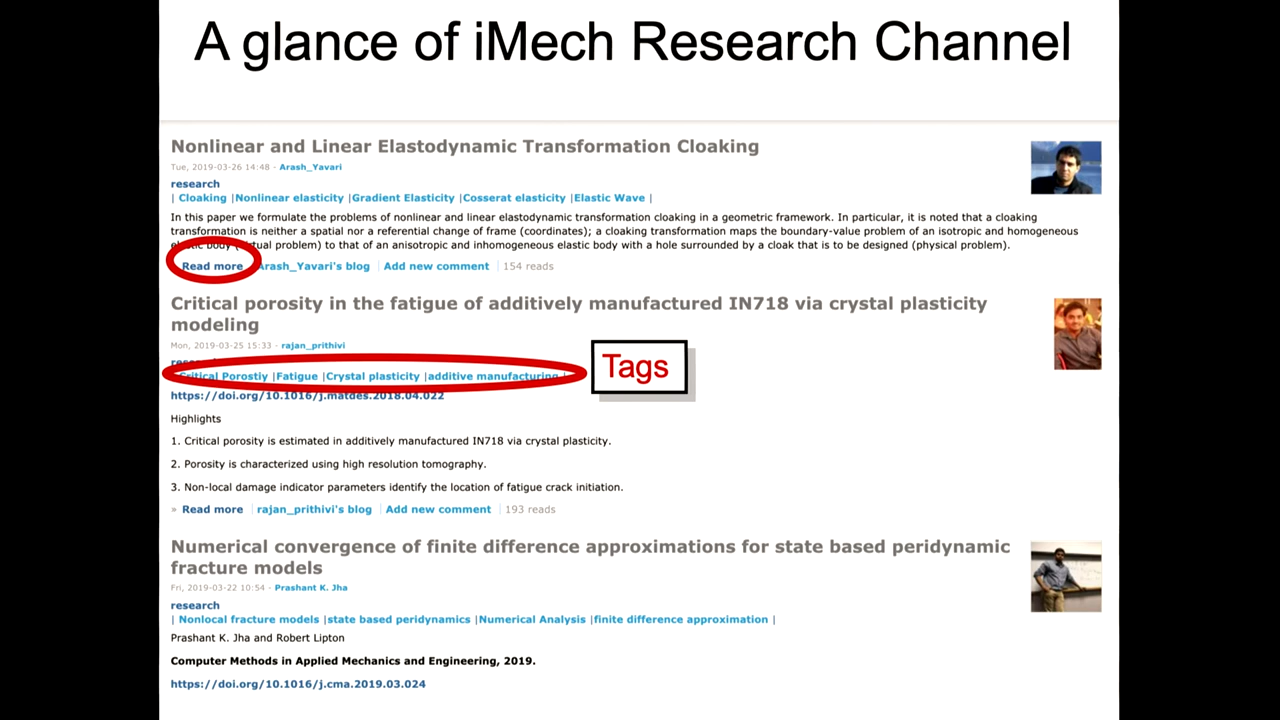 A glance of iMech Research Channel
Nonlinear and Linear Elastodynamic Transformation Cloaking
Tue, 2019-03-26 14:48 - Arash_Yavari
research
| Cloaking |Nonlinear elasticity |Gradient Elasticity |Cosserat elasticity |Elastic Wave |
In this paper we formulate the problems of nonlinear and linear elastodynamic transformation cloaking in a geometric framework. In particular, it is noted that a cloaking
transformation is neither a spatial nor a referential change of frame (coordinates); a cloaking transformation maps the boundary-value problem of an isotropic and homogeneous
elastic body (virtual problem) to that of an anisotropic and inhomogeneous elastic body with a hole surrounded by a cloak that is to be designed (physical problem).
Read more Arash_Yavari's blog Add new comment 154 reads
Critical porosity in the fatigue of additively manufactured IN718 via crystal plasticity
modeling
Mon, 2019-03-25 15:33 - rajan_prithivi
research
Critical Porostiy |Fatigue |Crystal plasticity |additive manufacturing |
Tags
https://doi.org/10.1016/j.matdes.2018.04.022
Highlights
1. Critical porosity is estimated in additively manufactured IN718 via crystal plasticity.
2. Porosity is characterized using high resolution tomography.
3. Non-local damage indicator parameters identify the location of fatigue crack initiation.
» Read more rajan_prithivi's blog Add new comment 193 reads
Numerical convergence of finite difference approximations for state based peridynamic
fracture models
Fri, 2019-03-22 10:54 - Prashant K. Jha
research
| Nonlocal fracture models |state based peridynamics |Numerical Analysis |finite difference approximation |
Prashant K. Jha and Robert Lipton
Computer Methods in Applied Mechanics and Engineering, 2019.
https://doi.org/10.1016/j.cma.2019.03.024